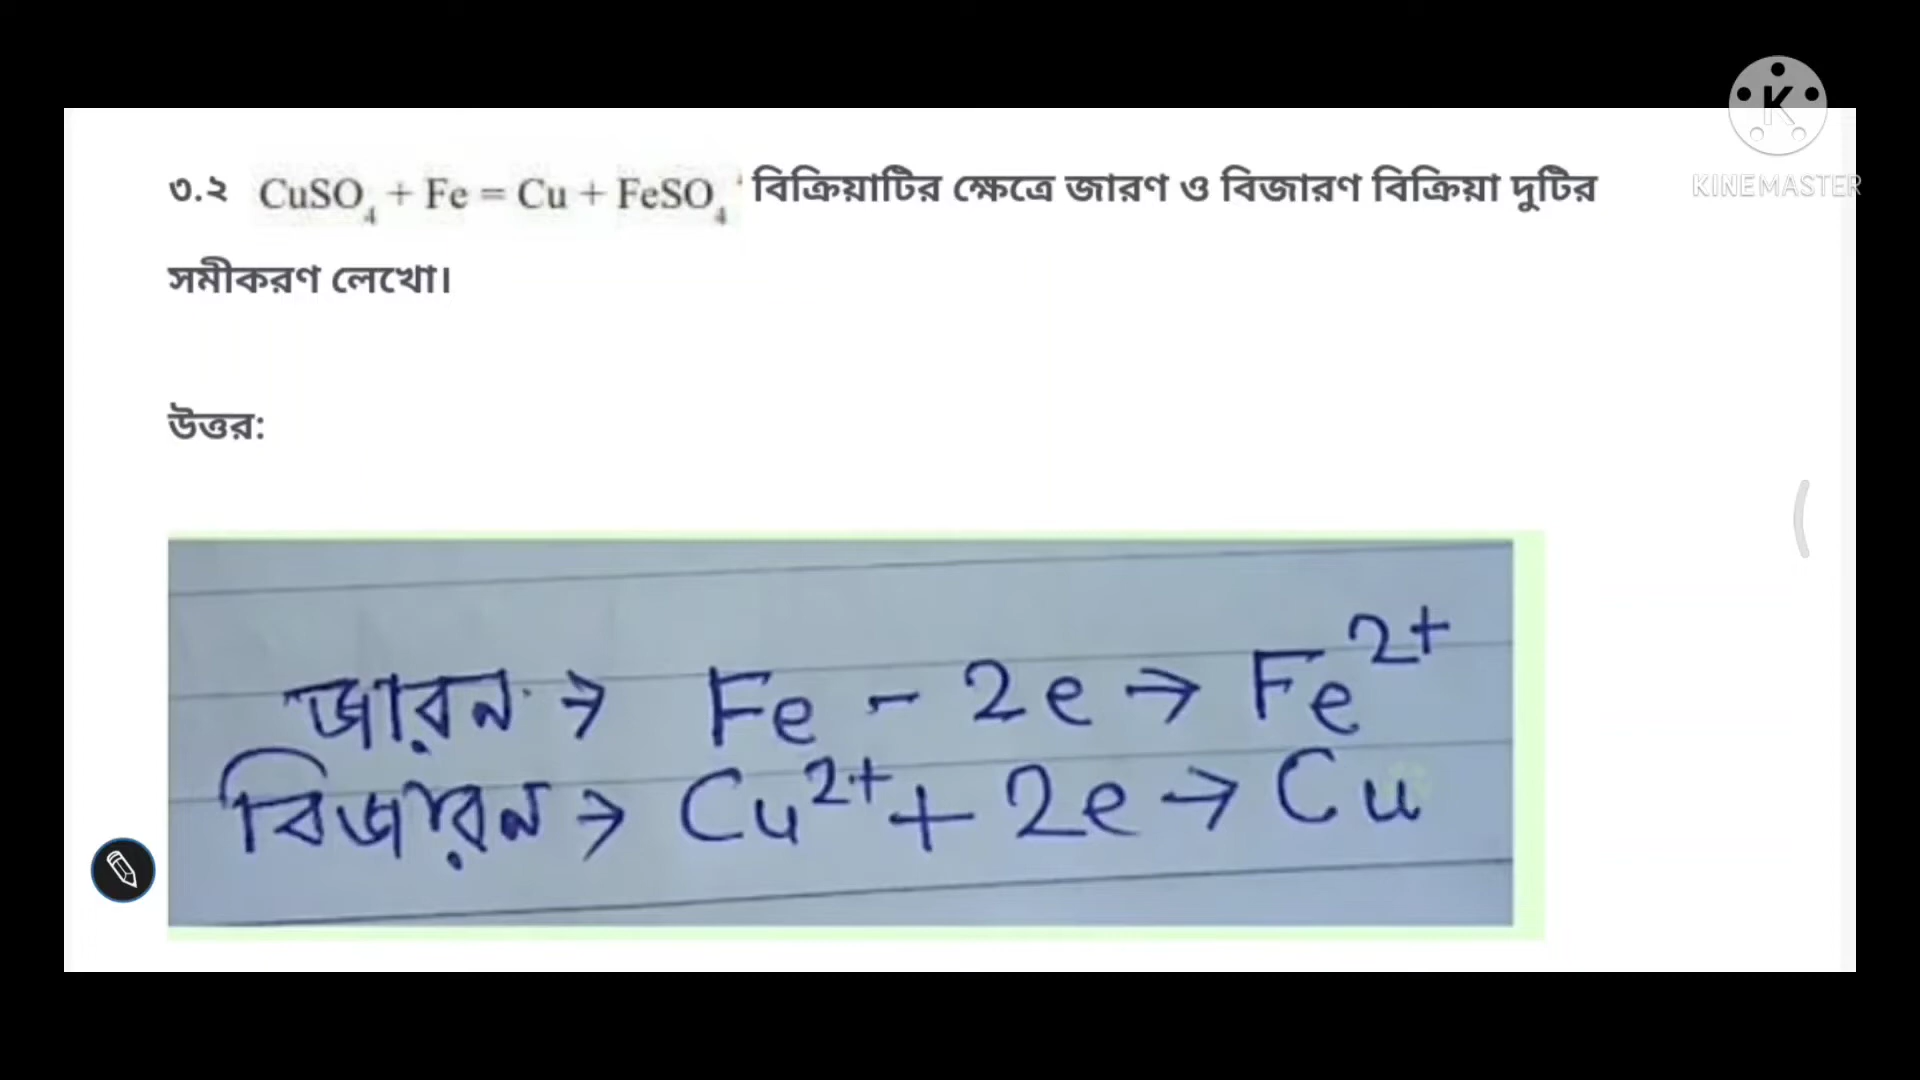 K
KINEMASTER
৩.২ CuSO₄ + Fe = Cu + FeSO₄ বিক্রিয়াটির ক্ষেত্রে জারণ ও বিজারণ বিক্রিয়া দুটির
সমীকরণ লেখো।
উত্তর:
জারন → Fe - 2e → Fe²⁺
বিজারন → Cu²⁺ + 2e → Cu